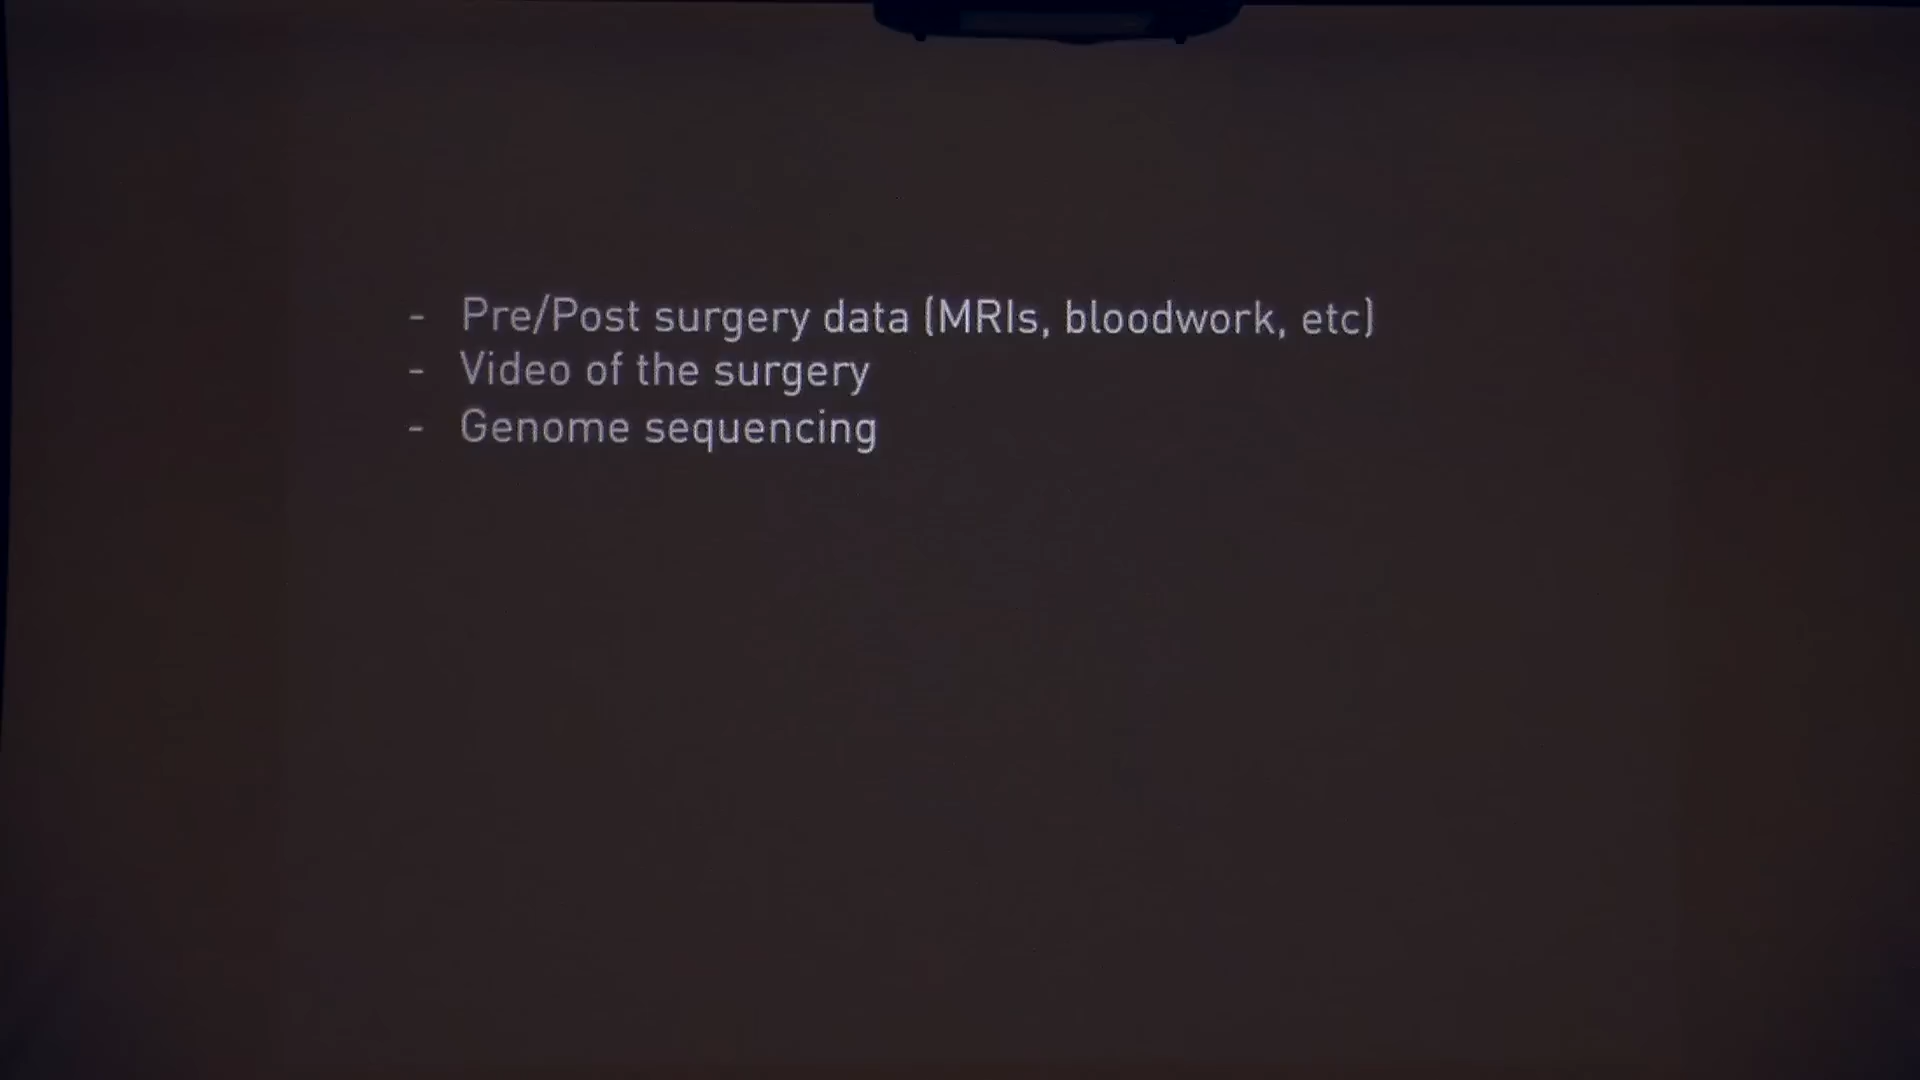 - Pre/Post surgery data (MRIs, bloodwork, etc)
- Video of the surgery
- Genome sequencing